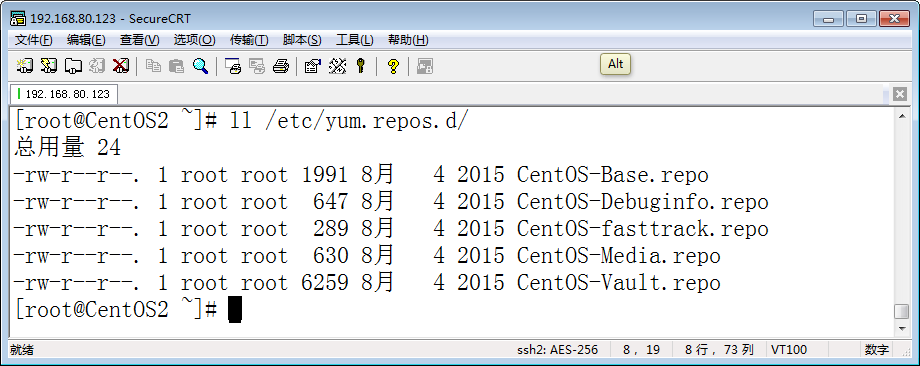 192.168.80.123 - SecureCRT
文件(F) 编辑(E) 查看(V) 选项(O) 传输(T) 脚本(S) 工具(L) 帮助(H)
Alt
192.168.80.123
[root@CentOS2 ~]# ll /etc/yum.repos.d/
总用量 24
-rw-r--r--. 1 root root 1991 8月   4 2015 CentOS-Base.repo
-rw-r--r--. 1 root root  647 8月   4 2015 CentOS-Debuginfo.repo
-rw-r--r--. 1 root root  289 8月   4 2015 CentOS-fasttrack.repo
-rw-r--r--. 1 root root  630 8月   4 2015 CentOS-Media.repo
-rw-r--r--. 1 root root 6259 8月   4 2015 CentOS-Vault.repo
[root@CentOS2 ~]#
就绪 ssh2: AES-256 8, 19 8 行, 73 列 VT100 数字